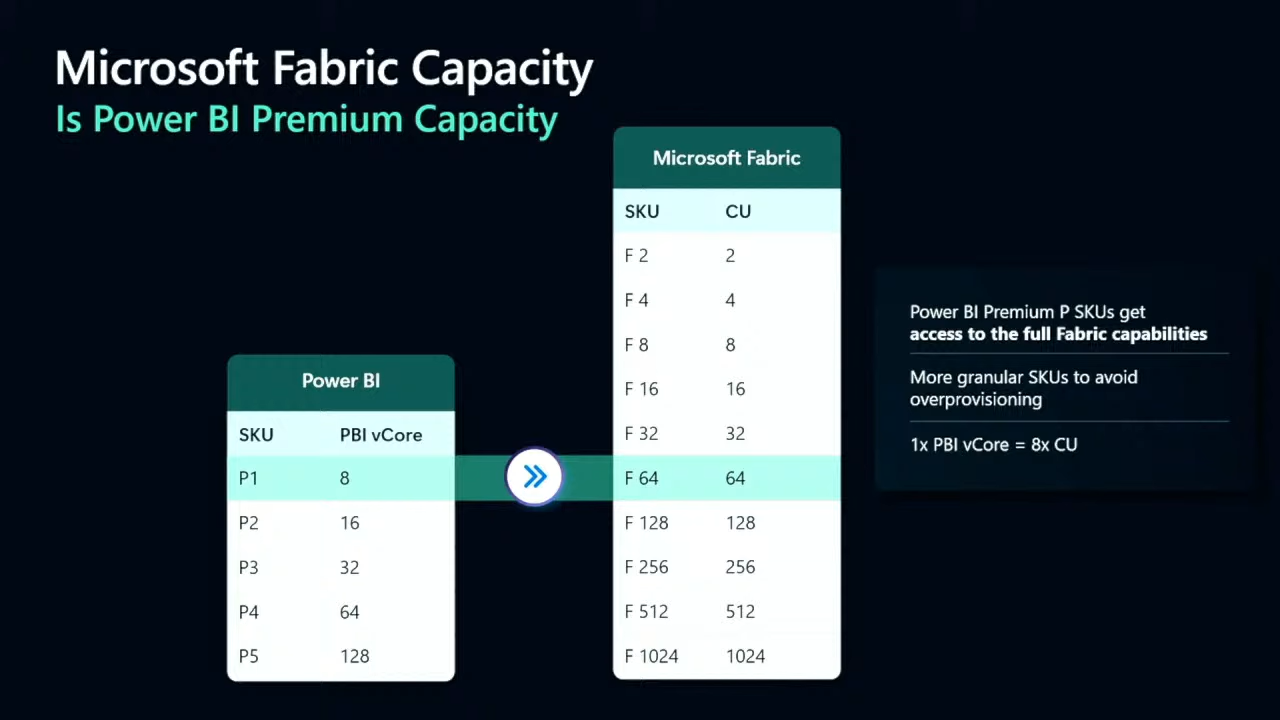 Microsoft Fabric Capacity
Is Power BI Premium Capacity
Power BI
SKU PBI vCore
P1 8
P2 16
P3 32
P4 64
P5 128
Microsoft Fabric
SKU CU
F 2 2
F 4 4
F 8 8
F 16 16
F 32 32
F 64 64
F 128 128
F 256 256
F 512 512
F 1024 1024
Power BI Premium P SKUs get
access to the full Fabric capabilities
More granular SKUs to avoid
overprovisioning
1x PBI vCore = 8x CU